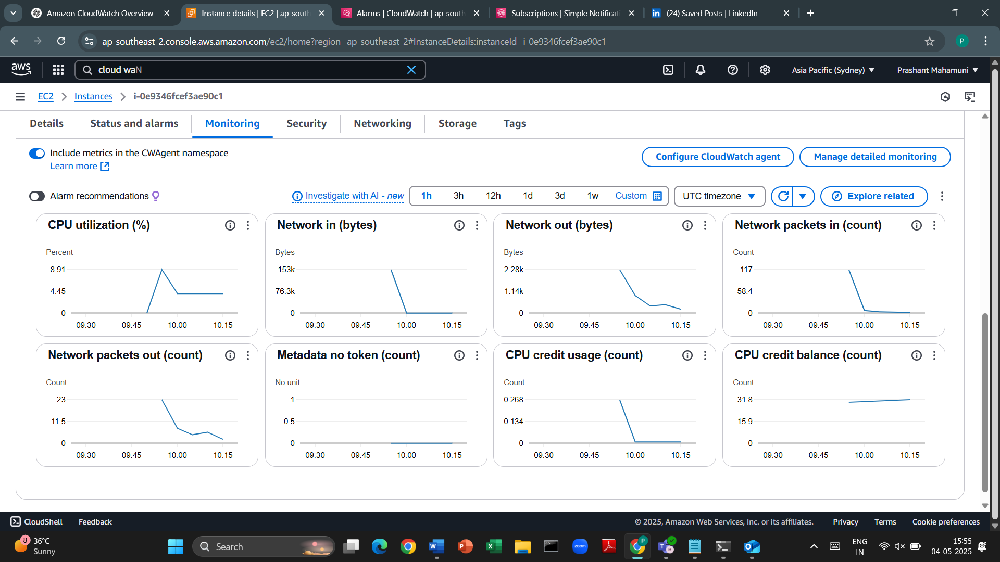 Amazon CloudWatch Overview
Instance details | EC2 | ap-south
Alarms | CloudWatch | ap-south
Subscriptions | Simple Notificati
(24) Saved Posts | LinkedIn
ap-southeast-2.console.aws.amazon.com/ec2/home?region=ap-southeast-2#InstanceDetails:instanceId=i-0e9346fcef3ae90c1
P
aws
cloud waN
Asia Pacific (Sydney)
Prashant Mahamuni
EC2
Instances
i-0e9346fcef3ae90c1
Details
Status and alarms
Monitoring
Security
Networking
Storage
Tags
Include metrics in the CWAgent namespace
Learn more
Configure CloudWatch agent
Manage detailed monitoring
Alarm recommendations
Investigate with AI - new
1h
3h
12h
1d
3d
1w
Custom
UTC timezone
Explore related
CPU utilization (%)
Percent
8.91
4.45
0
09:30 09:45 10:00 10:15
Network in (bytes)
Bytes
153k
76.3k
0
09:30 09:45 10:00 10:15
Network out (bytes)
Bytes
2.28k
1.14k
0
09:30 09:45 10:00 10:15
Network packets in (count)
Count
117
58.4
0
09:30 09:45 10:00 10:15
Network packets out (count)
Count
23
11.5
0
09:30 09:45 10:00 10:15
Metadata no token (count)
No unit
1
0.5
0
09:30 09:45 10:00 10:15
CPU credit usage (count)
Count
0.268
0.134
0
09:30 09:45 10:00 10:15
CPU credit balance (count)
Count
31.8
15.9
0
09:30 09:45 10:00 10:15
CloudShell
Feedback
© 2025, Amazon Web Services, Inc. or its affiliates.
Privacy
Terms
Cookie preferences
8
36°C
Sunny
Search
zoom
ENG
IN
15:55
04-05-2025